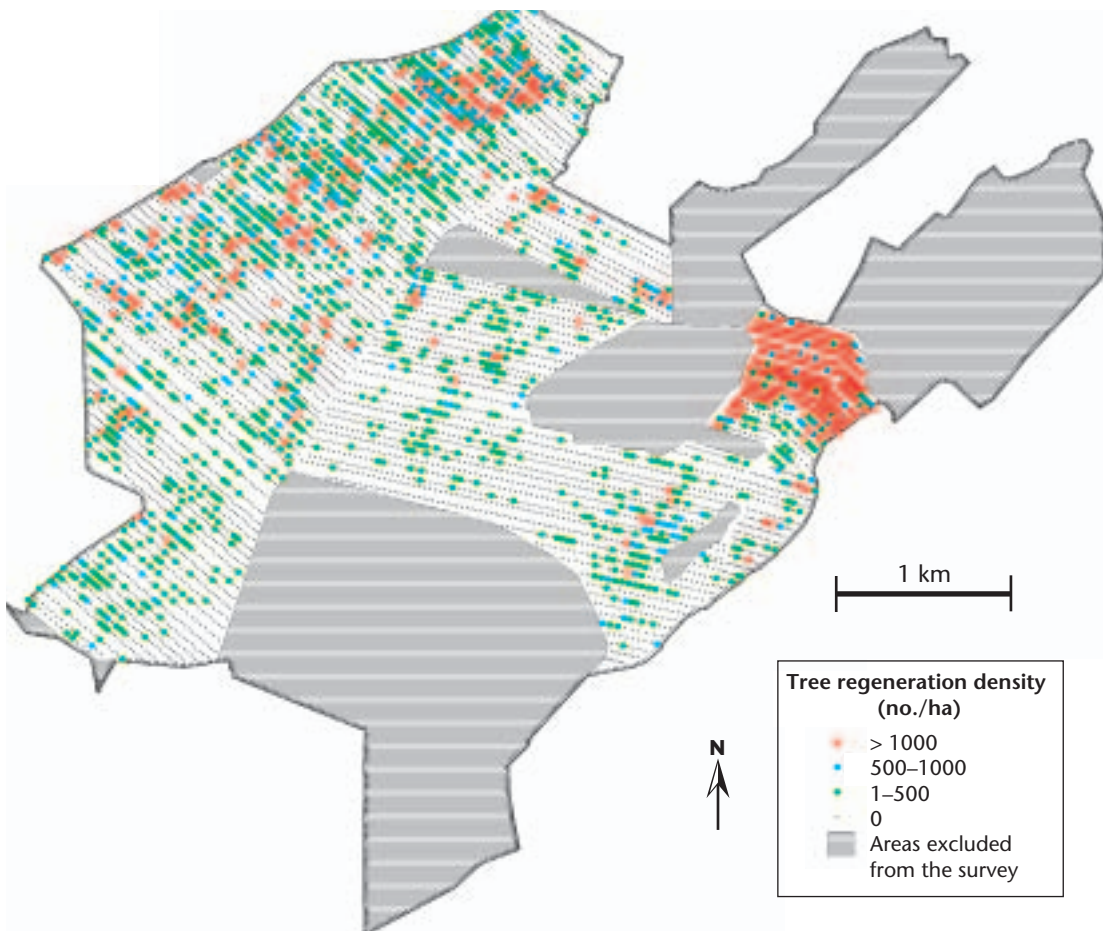 1 km
N
Tree regeneration density
(no./ha)
> 1000
500–1000
1–500
0
Areas excluded
from the survey